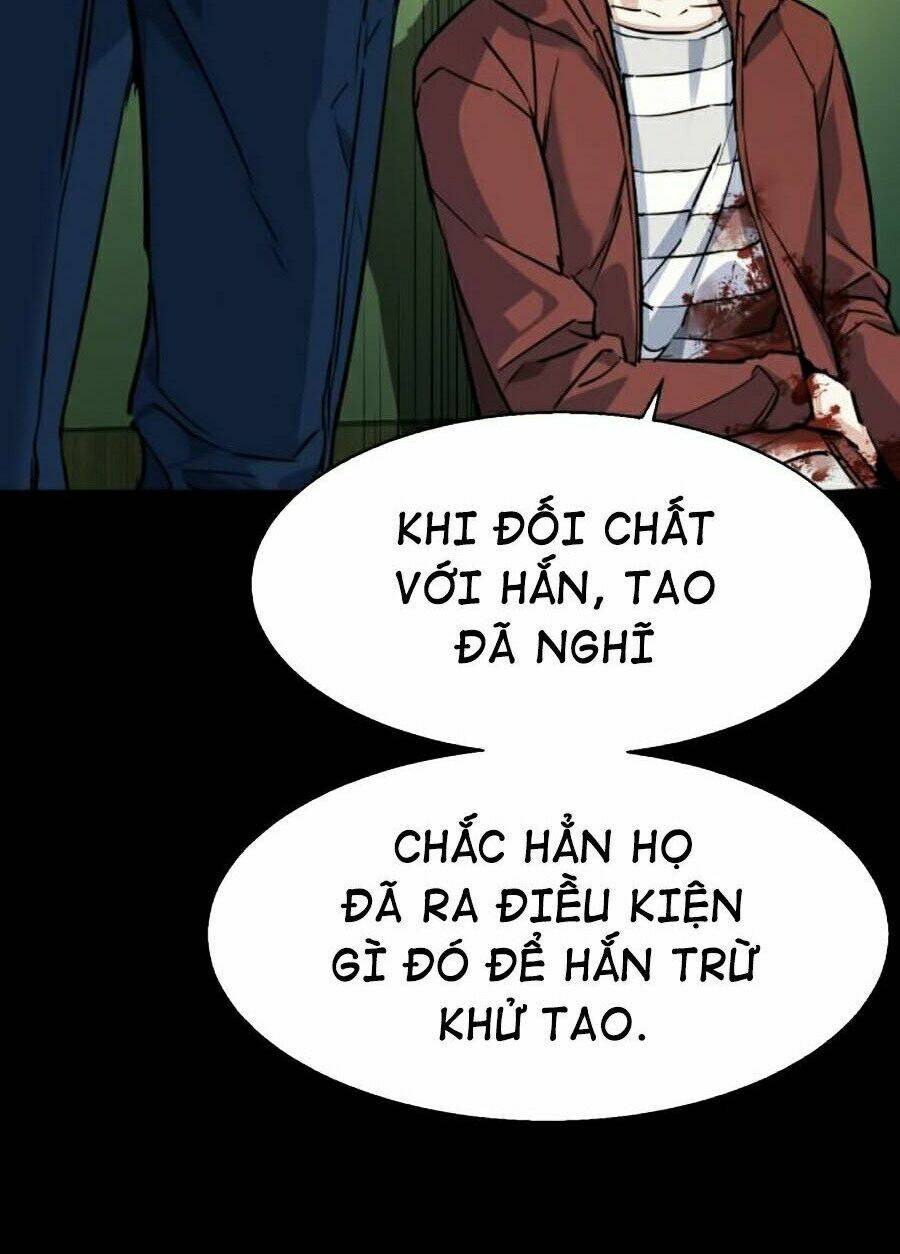 KHI ĐỐI CHẤT
VỚI HẮN, TAO
ĐÃ NGHĨ
CHẮC HẲN HỌ
ĐÃ RA ĐIỀU KIỆN
GÌ ĐÓ ĐỂ HẮN TRỪ
KHỬ TAO.